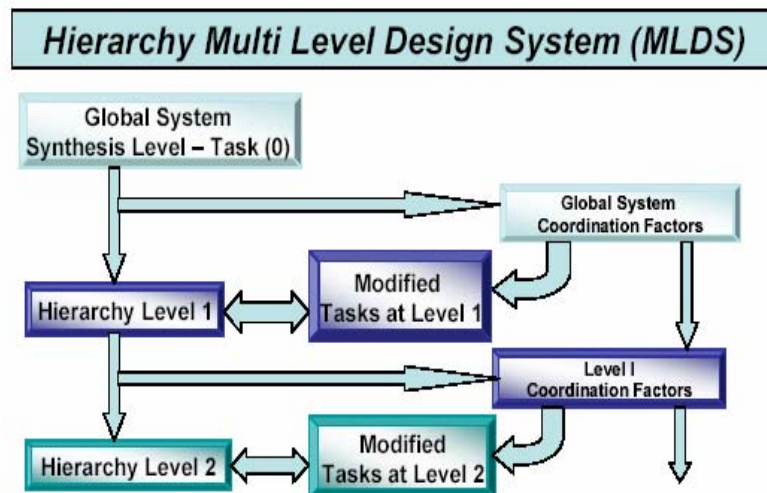 Hierarchy Multi Level Design System (MLDS)
Global System
Synthesis Level – Task (0)
Global System
Coordination Factors
Hierarchy Level 1
Modified
Tasks at Level 1
Level I
Coordination Factors
Hierarchy Level 2
Modified
Tasks at Level 2